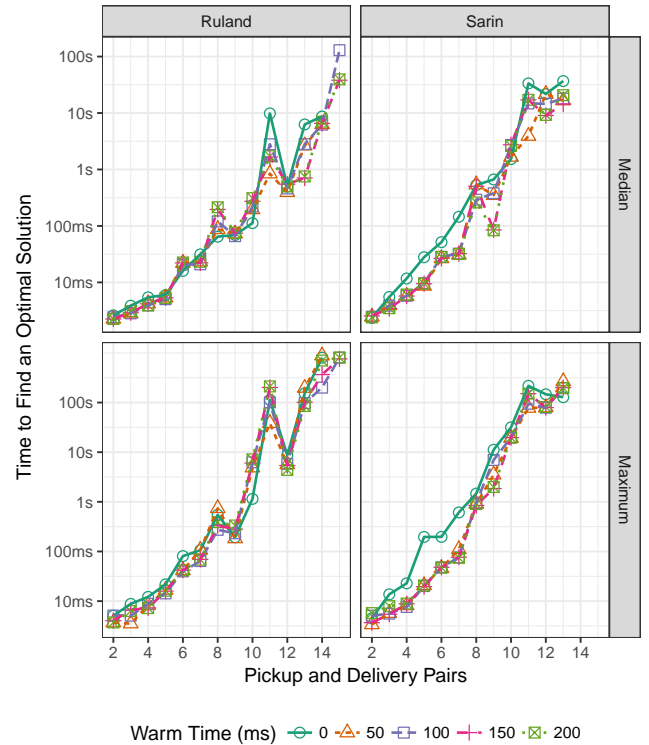 Ruland
Sarin
100s
10s
1s
100ms
10ms
Median
100s
10s
1s
100ms
10ms
Maximum
Time to Find an Optimal Solution
2 4 6 8 10 12 14
2 4 6 8 10 12 14
Pickup and Delivery Pairs
Warm Time (ms) 0 50 100 150 200